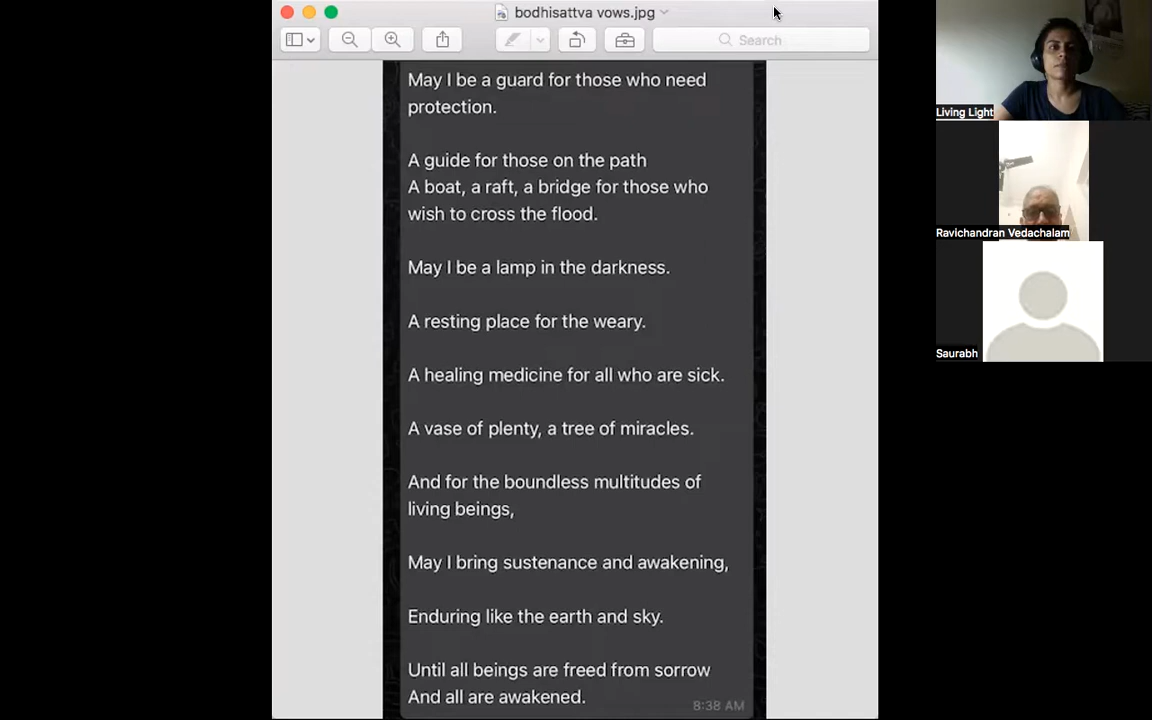 bodhisattva vows.jpg
Search
May I be a guard for those who need
protection.
A guide for those on the path
A boat, a raft, a bridge for those who
wish to cross the flood.
May I be a lamp in the darkness.
A resting place for the weary.
A healing medicine for all who are sick.
A vase of plenty, a tree of miracles.
And for the boundless multitudes of
living beings,
May I bring sustenance and awakening,
Enduring like the earth and sky.
Until all beings are freed from sorrow
And all are awakened.
8:38 AM
Living Light
Ravichandran Vedachalam
Saurabh